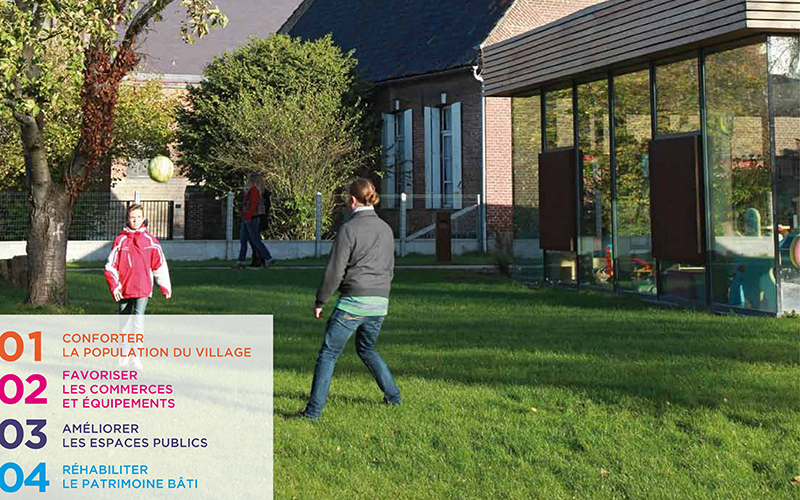 01 CONFORTER
LA POPULATION DU VILLAGE
02 FAVORISER
LES COMMERCES
ET ÉQUIPEMENTS
03 AMÉLIORER
LES ESPACES PUBLICS
04 RÉHABILITER
LE PATRIMOINE BÂTI